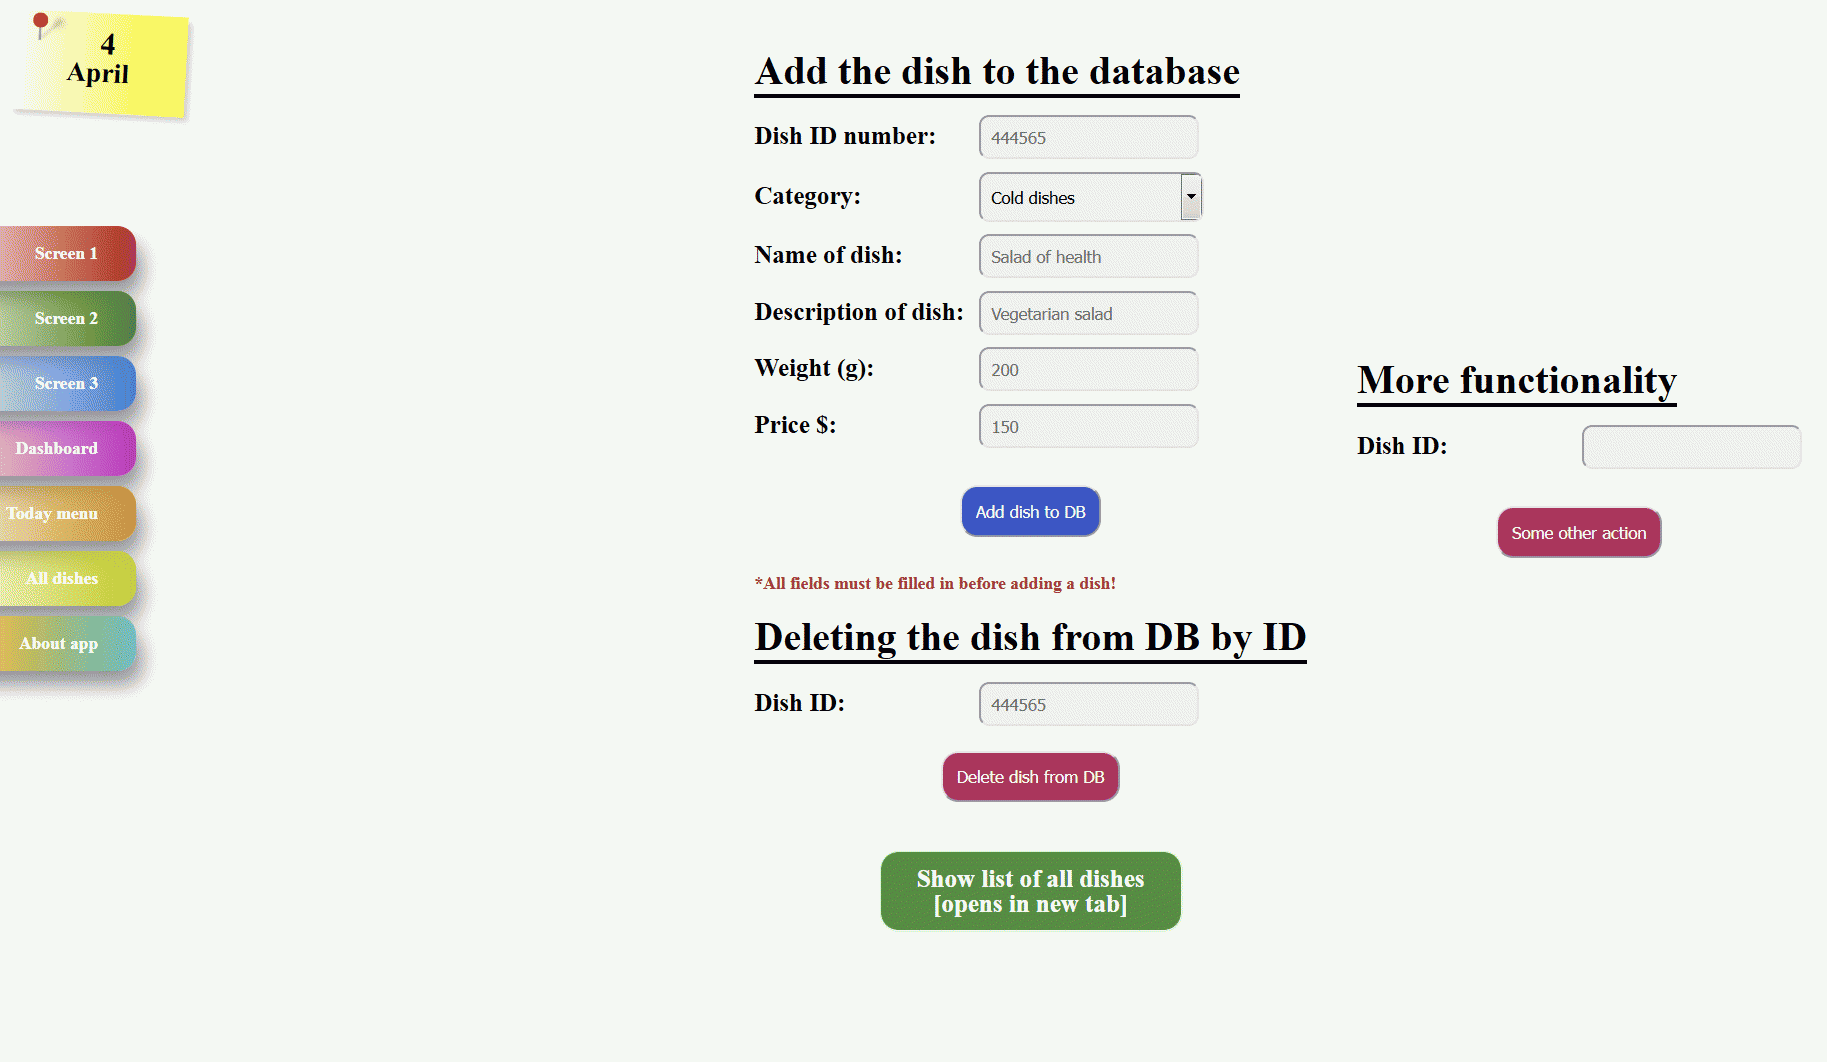 4
April
Screen 1
Screen 2
Screen 3
Dashboard
Today menu
All dishes
About app
Add the dish to the database
Dish ID number: 444565
Category: Cold dishes
Name of dish: Salad of health
Description of dish: Vegetarian salad
Weight (g): 200
Price $: 150
Add dish to DB
*All fields must be filled in before adding a dish!
Deleting the dish from DB by ID
Dish ID: 444565
Delete dish from DB
Show list of all dishes
[opens in new tab]
More functionality
Dish ID:
Some other action